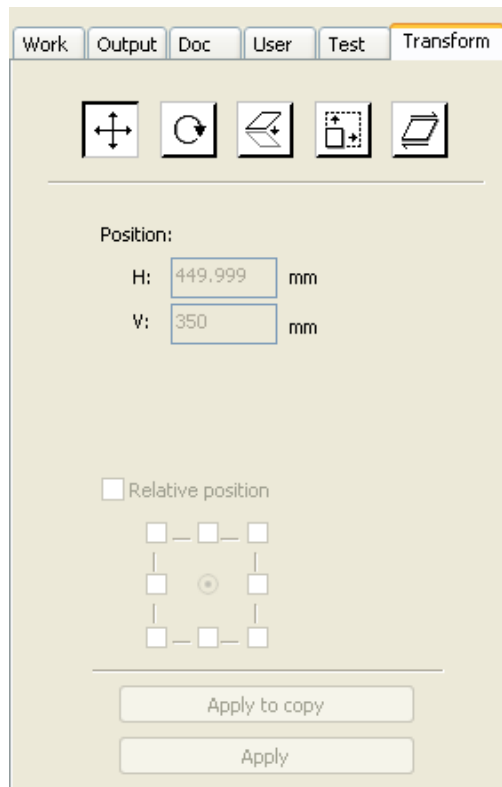 Work Output Doc User Test Transform
Position:
H: 449.999 mm
V: 350 mm
Relative position
Apply to copy
Apply